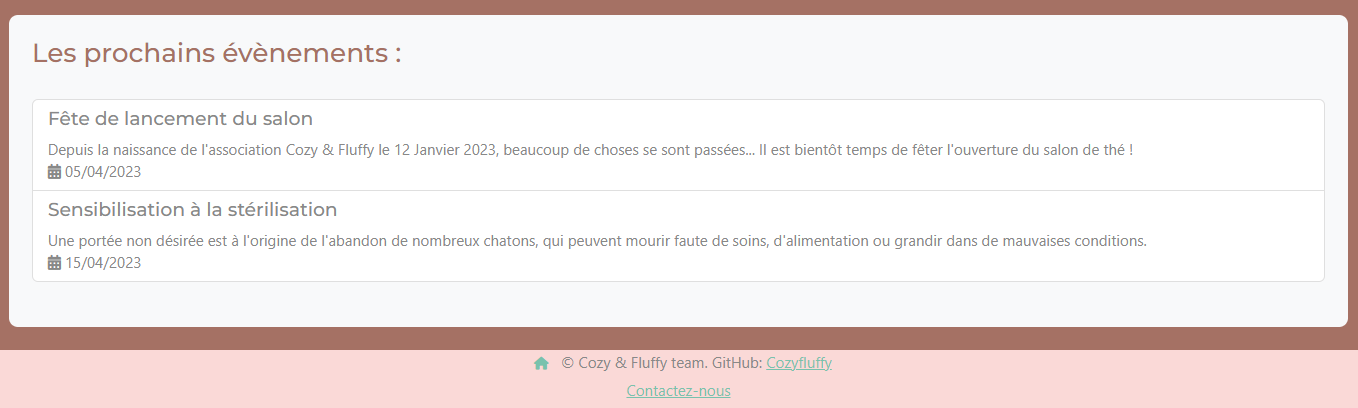 Les prochains évènements :
Fête de lancement du salon
Depuis la naissance de l'association Cozy & Fluffy le 12 Janvier 2023, beaucoup de choses se sont passées... Il est bientôt temps de fêter l'ouverture du salon de thé !
05/04/2023
Sensibilisation à la stérilisation
Une portée non désirée est à l'origine de l'abandon de nombreux chatons, qui peuvent mourir faute de soins, d'alimentation ou grandir dans de mauvaises conditions.
15/04/2023
© Cozy & Fluffy team. GitHub: Cozyfluffy
Contactez-nous